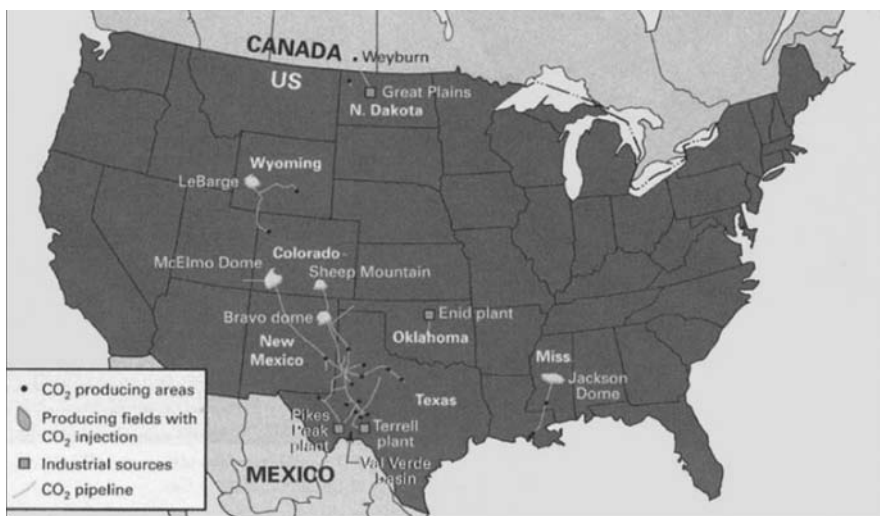 CANADA
Weyburn
US
Great Plains
N. Dakota
Wyoming
LeBarge
Colorado
McElmo Dome
Sheep Mountain
Bravo dome
Enid plant
New
Mexico
Oklahoma
Miss
Jackson
Dome
Texas
Pikes
Peak
plant
Terrell
plant
Val Verde
basin
MEXICO
• CO₂ producing areas
Producing fields with
CO₂ injection
Industrial sources
CO₂ pipeline